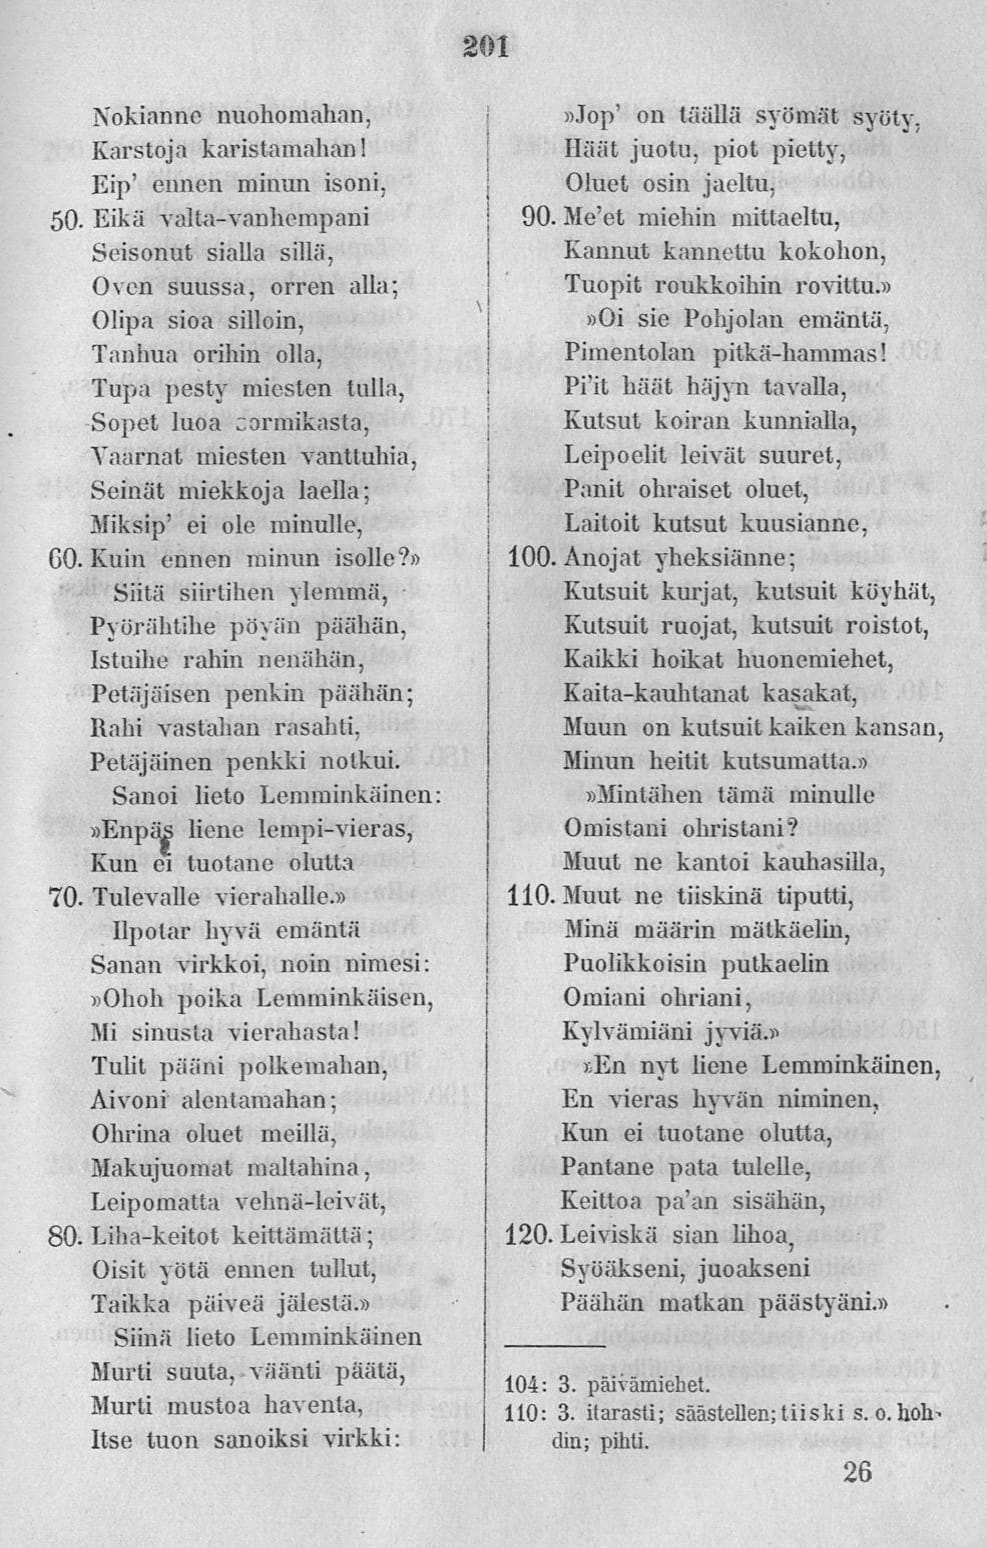 201
Nokianne nuohomahan,
Karstoja karistamahan!
Eip' ennen minun isoni,
50. Eikä valta-vanhempani
Seisonut sialla sillä,
Oven suussa, orren alla;
Olipa sioa silloin,
Tanhua orihin olla,
Tupa pesty miesten tulla,
Sopet luoa sormikasta,
Vaarnat miesten vanttuhia,
Seinät miekkoja laella;
Miksip' ei ole minulle,
60. Kuin ennen minun isolle?»
Siitä siirtihen ylemmä,
Pyörähtihe pöyän päähän,
Istuihe rahin nenähän,
Petäjäisen penkin päähän;
Rahi vastahan rasahti,
Petäjäinen penkki notkui.
Sanoi lieto Lemminkäinen:
»Enpäs liene lempi-vieras,
Kun ei tuotane olutta
70. Tulevalle vierahalle.»
Ilpotar hyvä emäntä
Sanan virkkoi, noin nimesi:
»Ohoh poika Lemminkäisen,
Mi sinusta vierahasta!
Tulit pääni polkemahan,
Aivoni alentamahan;
Ohrina oluet meillä,
Makujuomat maltahina,
Leipomatta vehnä-leivät,
80. Liha-keitot keittämättä;
Oisit yötä ennen tullut,
Taikka päiveä jälestä.»
Siinä lieto Lemminkäinen
Murti suuta, väänti päätä,
Murti mustoa haventa,
Itse tuon sanoiksi virkki:
»Jop' on täällä syömät syöty,
Häät juotu, piot pietty,
Oluet osin jaeltu,
90. Me'et miehin mittaeltu,
Kannut kannettu kokohon,
Tuopit roukkoihin rovittu.»
»Oi sie Pohjolan emäntä,
Pimentolan pitkä-hammas!
Pi'it häät häjyn tavalla,
Kutsut koiran kunnialla,
Leipoelit leivät suuret,
Panit ohraiset oluet,
Laitoit kutsut kuusianne,
100. Anojat yheksiänne;
Kutsuit kurjat, kutsuit köyhät,
Kutsuit ruojat, kutsuit roistot,
Kaikki hoikat huonemiehet,
Kaita-kauhtanat kasakat,
Muun on kutsuit kaiken kansan,
Minun heitit kutsumatta.»
»Mintähen tämä minulle
Omistani ohristani?
Muut ne kantoi kauhasilla,
110. Muut ne tiiskinä tiputti,
Minä määrin mätkäelin,
Puolikkoisin putkaelin
Omiani ohriani,
Kylvämiäni jyviä.»
»En nyt liene Lemminkäinen,
En vieras hyvän niminen,
Kun ei tuotane olutta,
Pantane pata tulelle,
Keittoa pa'an sisähän,
120. Leiviskä sian lihoa,
Syöäkseni, juoakseni
Päähän matkan päästyäni.»
104: 3. päivämiehet.
110: 3. itarasti; säästellen; tiiski s. o. hoh-
din; pihti.
26